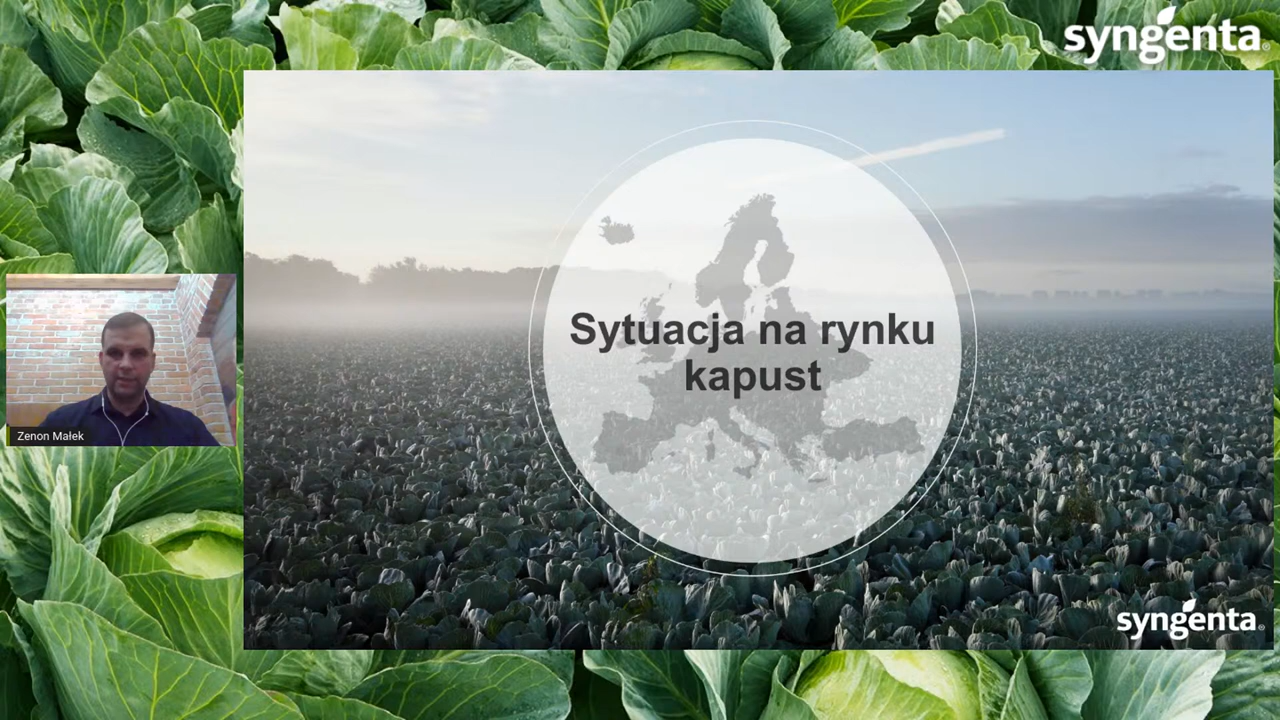 syngenta
Sytuacja na rynku
kapust
Zenon Małek
syngenta